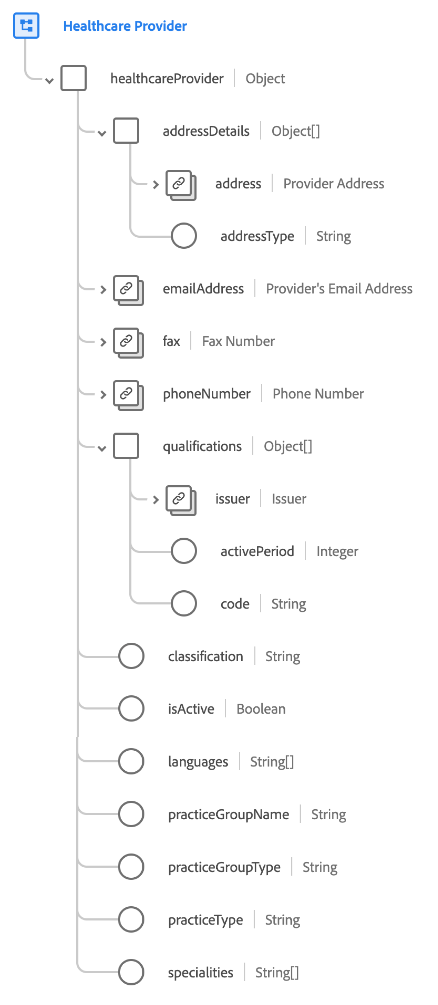 Healthcare Provider
healthcareProvider Object
addressDetails Object[]
address Provider Address
addressType String
emailAddress Provider's Email Address
fax Fax Number
phoneNumber Phone Number
qualifications Object[]
issuer Issuer
activePeriod Integer
code String
classification String
isActive Boolean
languages String[]
practiceGroupName String
practiceGroupType String
practiceType String
specialities String[]